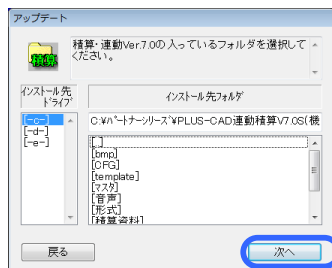 アップデート
積算･連動Ver.7.0の入っているフォルダを選択してください。
積算
インストール先ドライブ
インストール先フォルダ
[-c-]
[-d-]
[-e-]
C:¥ﾊﾟｰﾄﾅｰｼﾘｰｽﾞ¥PLUS-CAD連動積算V7.0S(機
[.]
[bmp]
[CFG]
[template]
[ﾏｽﾀ]
[音声]
[形式]
[積算資料]
戻る
次へ